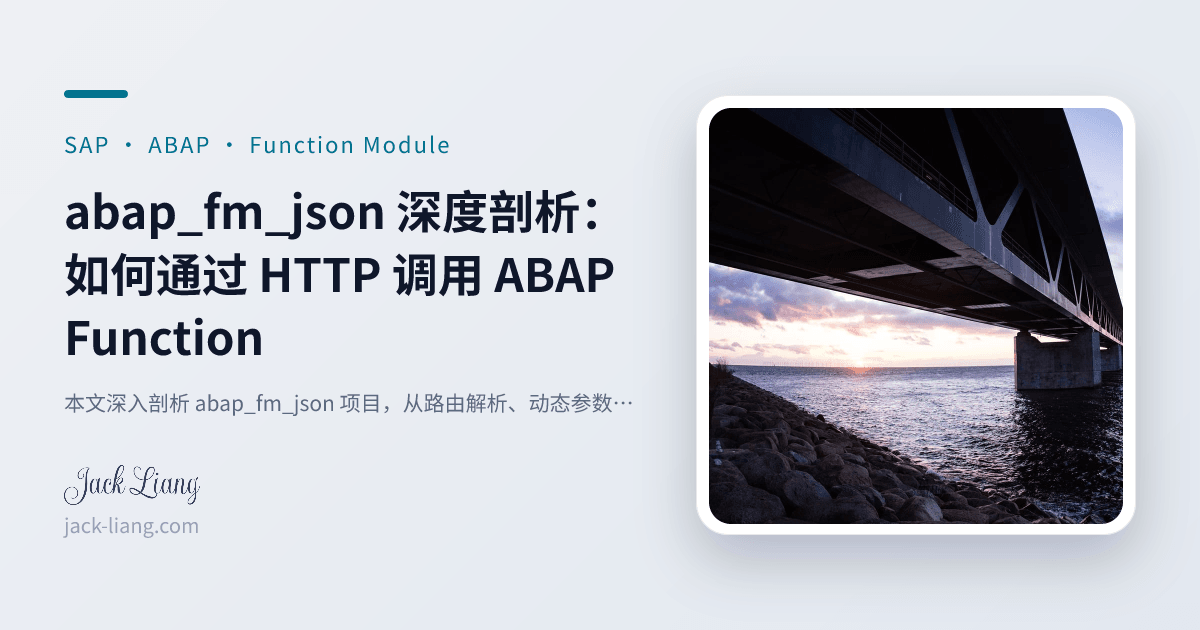 SAP • ABAP • Function Module
abap_fm_json 深度剖析：
如何通过 HTTP 调用 ABAP
Function
本文深入剖析 abap_fm_json 项目，从路由解析、动态参数…
Jack Liang
jack-liang.com